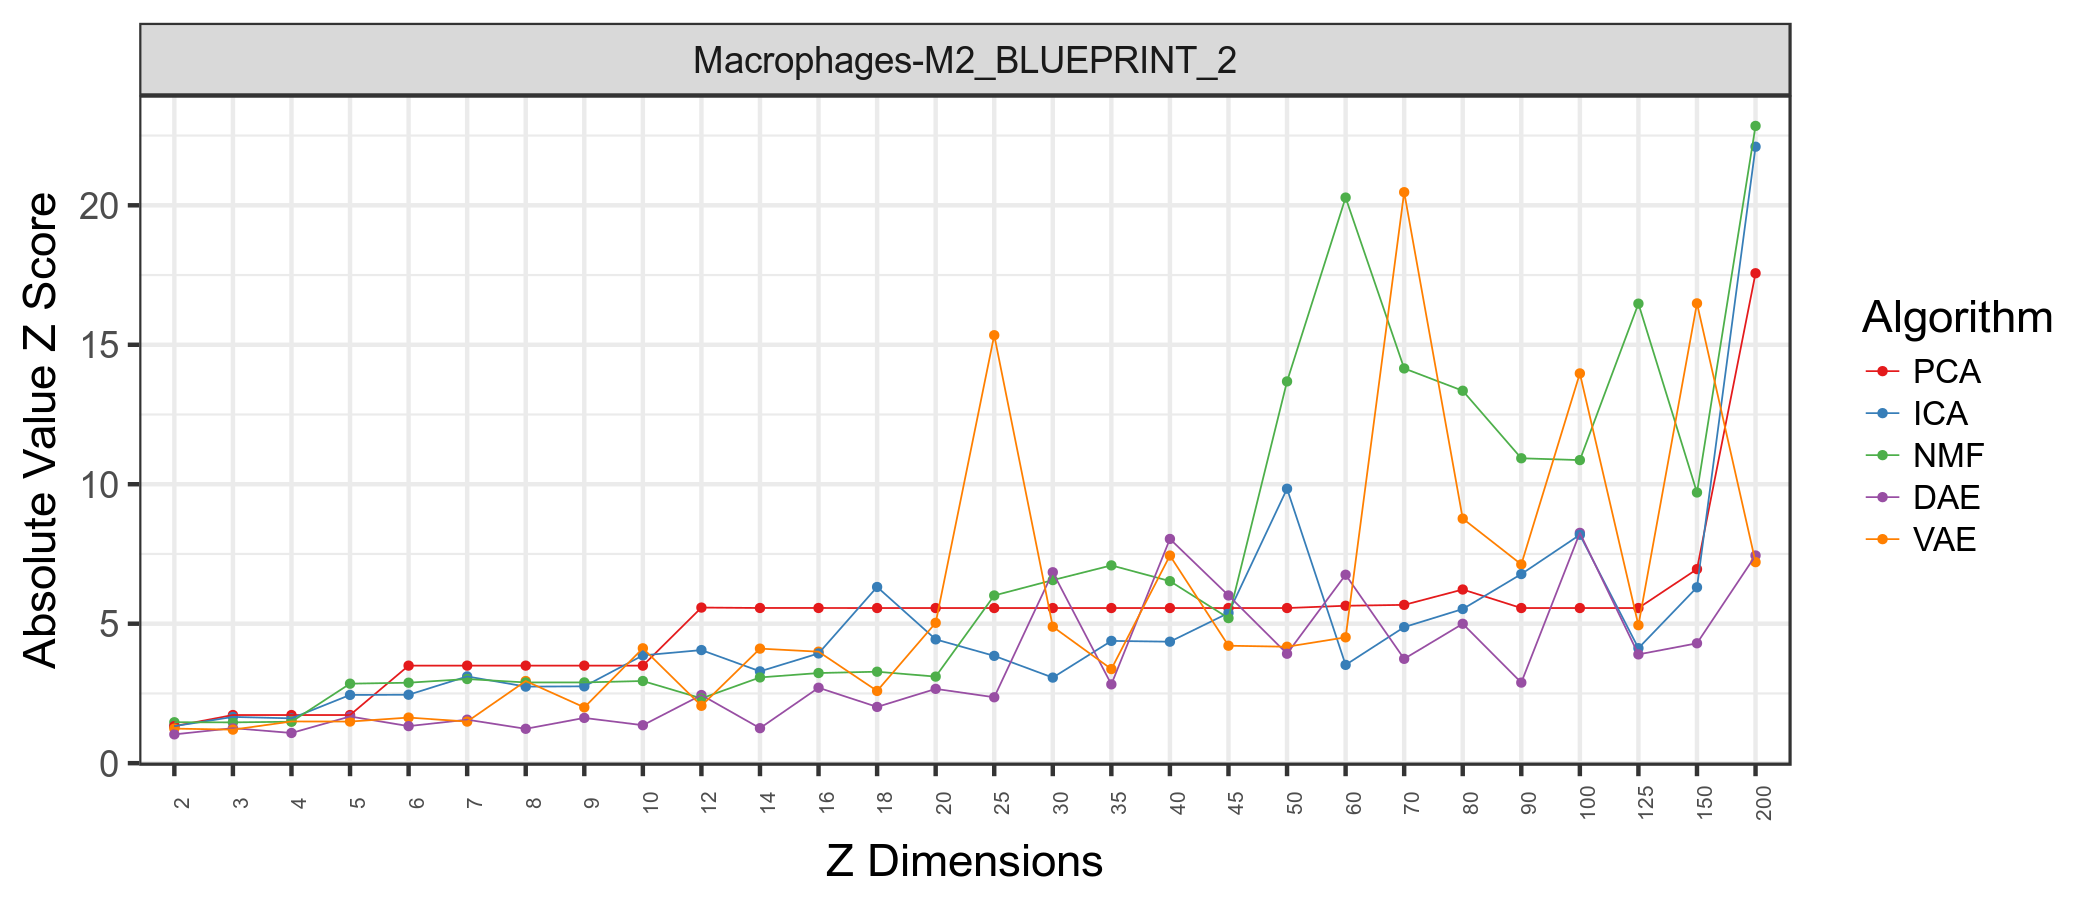 Macrophages-M2_BLUEPRINT_2
Absolute Value Z Score
20
15
10
5
0
2 3 4 5 6 7 8 9 10 12 14 16 18 20 25 30 35 40 45 50 60 70 80 90 100 125 150 200
Z Dimensions
Algorithm
PCA
ICA
NMF
DAE
VAE